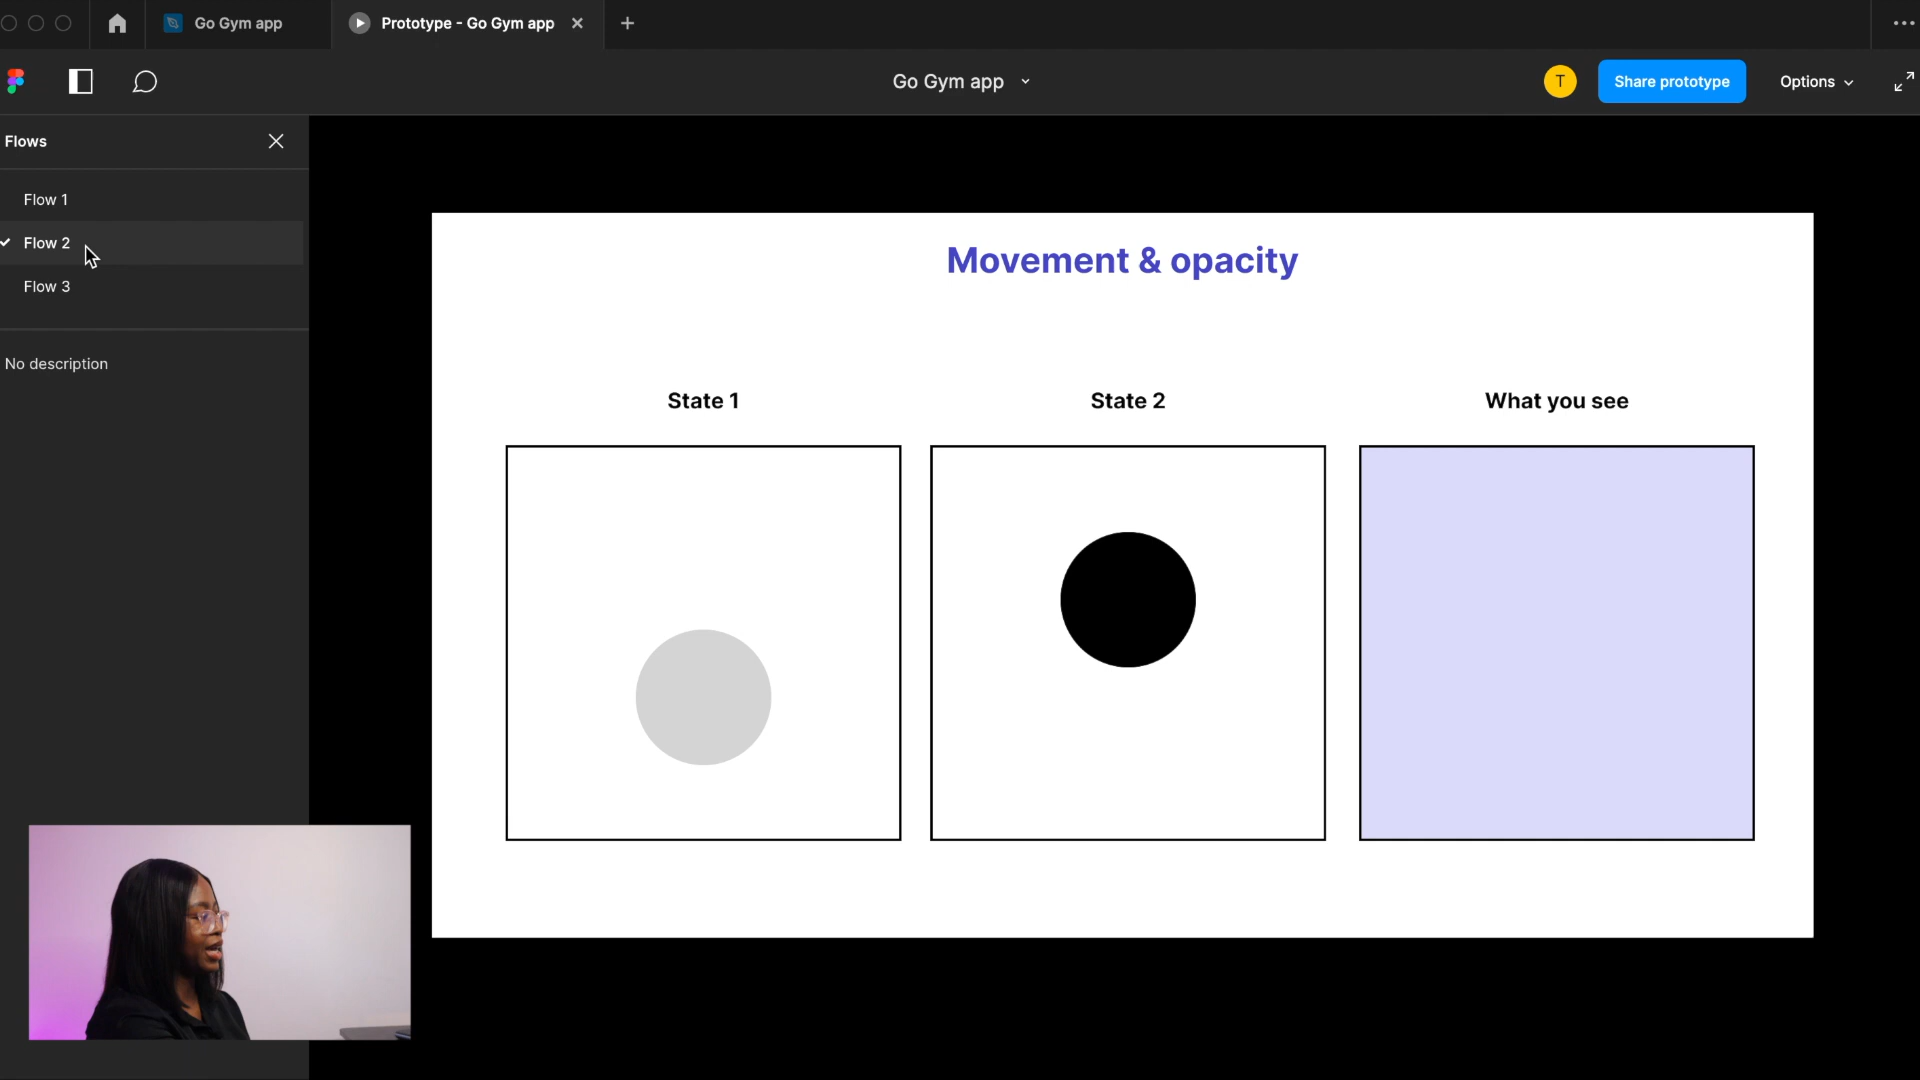 Go Gym app
Prototype - Go Gym app
Go Gym app
T
Share prototype
Options
Flows
Flow 1
Flow 2
Flow 3
No description
Movement & opacity
State 1
State 2
What you see